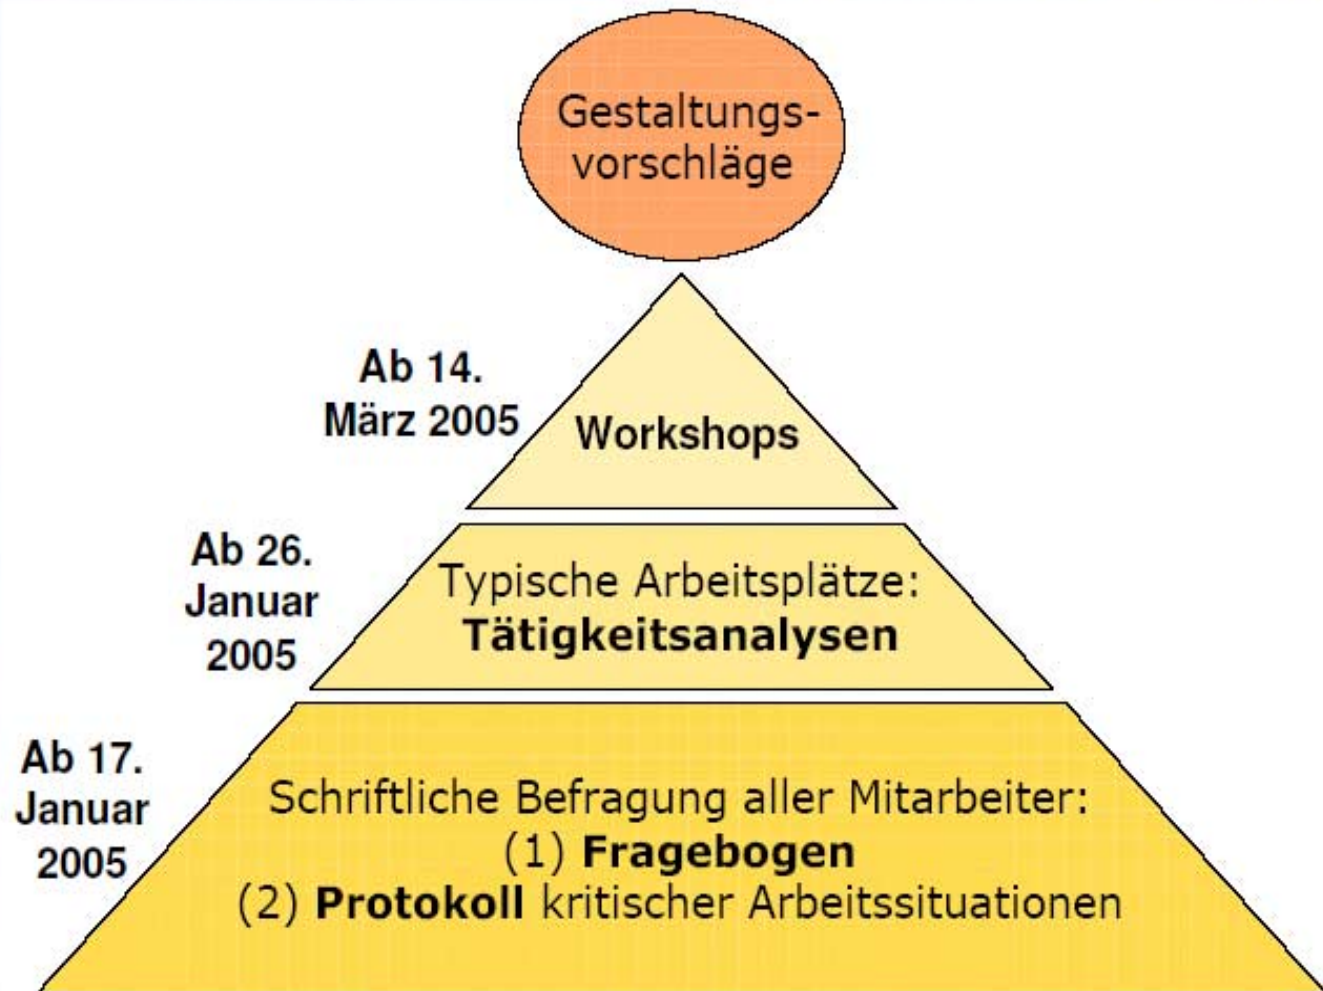 Gestaltungs-
vorschläge
Ab 14.
März 2005
Workshops
Ab 26.
Januar
2005
Typische Arbeitsplätze:
Tätigkeitsanalysen
Ab 17.
Januar
2005
Schriftliche Befragung aller Mitarbeiter:
(1) Fragebogen
(2) Protokoll kritischer Arbeitssituationen